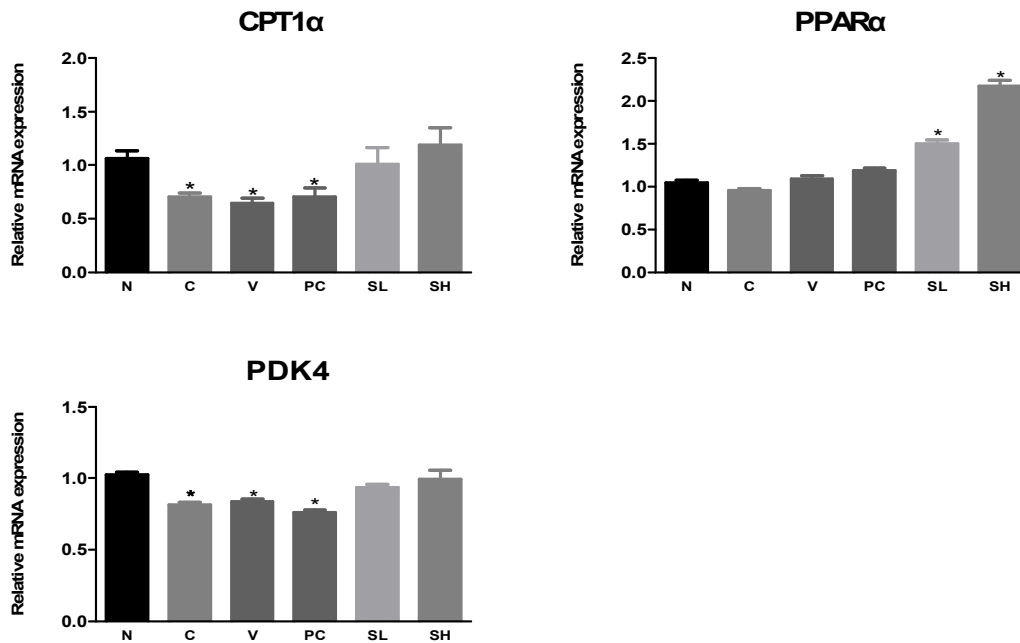 CPT1α
Relative mRNA expression
2.0
1.5
1.0
0.5
0.0
*
*
*
N C V PC SL SH
PPARα
Relative mRNA expression
2.5
2.0
1.5
1.0
0.5
0.0
*
*
N C V PC SL SH
PDK4
Relative mRNA expression
1.5
1.0
0.5
0.0
*
*
*
N C V PC SL SH